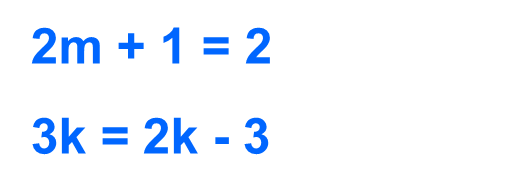 2m + 1 = 2
3k = 2k - 3